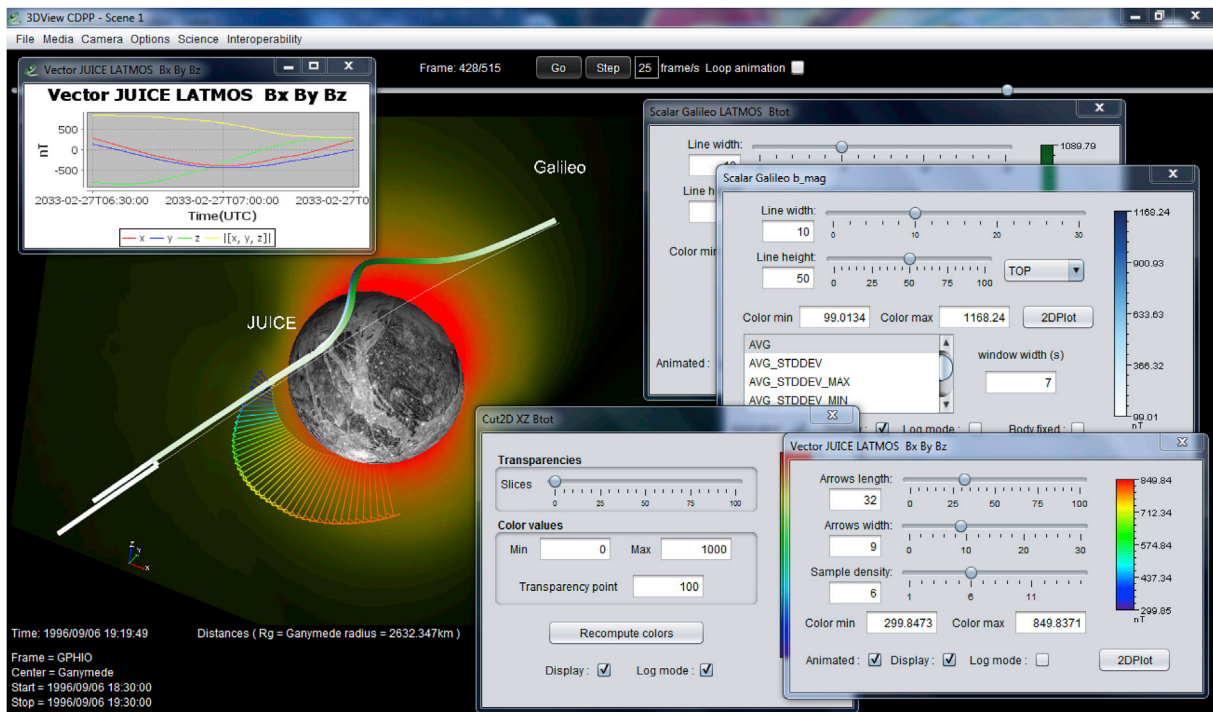 3DView CDPP - Scene 1
File Media Camera Options Science Interoperability
Frame: 428/515 Go Step 25 frame/s Loop animation
Vector JUICE LATMOS Bx By Bz
Vector JUICE LATMOS Bx By Bz
500
0
-500
nT
2033-02-27T06:30:00 2033-02-27T07:00:00 2033-02-27T0
Time(UTC)
x y z |[x, y, z]|
Galileo
JUICE
Z
Y
X
Time: 1996/09/06 19:19:49 Distances ( Rg = Ganymede radius = 2632.347km )
Frame = GPHIO
Center = Ganymede
Start = 1996/09/06 18:30:00
Stop = 1996/09/06 19:30:00
Scalar Galileo LATMOS Btot
Line width:
1089.79
Color
Animated :
Scalar Galileo b_mag
Line width:
10
0 10 20 30
Line height:
50
0 25 50 75 100
TOP
Color min 99.0134 Color max 1168.24 2DPlot
AVG
AVG_STDDEV
AVG_STDDEV_MAX
AVG_STDDEV_MIN
window width (s)
7
Log mode : Body fixed :
1168.24
900.93
633.63
366.32
99.01
nT
Cut2D XZ Btot
Transparencies
Slices
0 25 50 75 100
Color values
Min 0 Max 1000
Transparency point 100
Recompute colors
Display : Log mode :
Vector JUICE LATMOS Bx By Bz
Arrows length:
32
0 25 50 75 100
Arrows width:
9
0 10 20 30
Sample density:
6
1 6 11
Color min 299.8473 Color max 849.8371
Animated : Display : Log mode : 2DPlot
849.84
712.34
574.84
437.34
299.85
nT